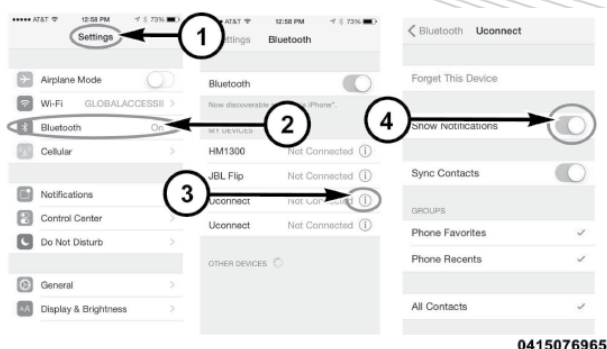 AT&T 12:58 PM 73%
Settings
1
Airplane Mode
Wi-Fi GLOBALACCESSII
Bluetooth On
2
Cellular
Notifications
Control Center
Do Not Disturb
General
Display & Brightness
AT&T 12:58 PM 73%
Settings Bluetooth
Bluetooth
Now discoverable iPhone".
MY DEVICES
HM1300 Not Connected
JBL Flip Not Connected
3
Uconnect Not Connected
Uconnect Not Connected
OTHER DEVICES
Bluetooth Uconnect
Forget This Device
4
Show Notifications
Sync Contacts
GROUPS
Phone Favorites
Phone Recents
All Contacts
0415076965